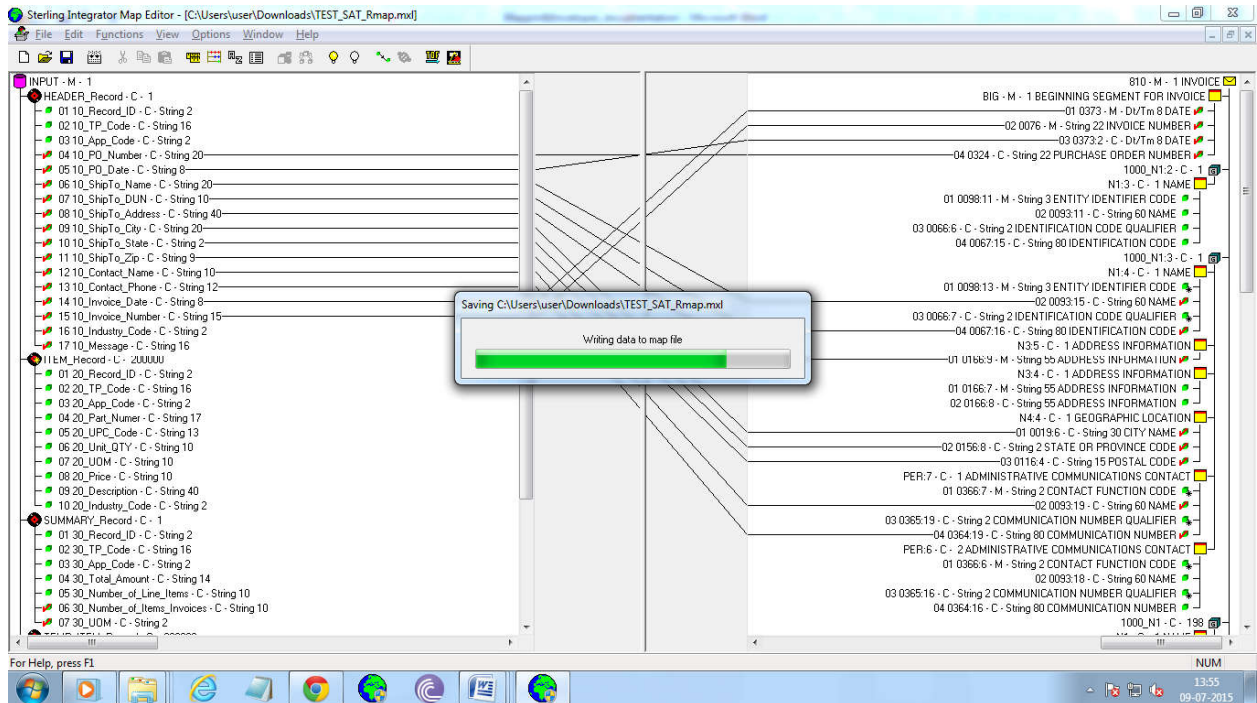 Sterling Integrator Map Editor - [C:\Users\user\Downloads\TEST_SAT_Rmap.mxl]
File Edit Functions View Options Window Help
INPUT - M - 1
HEADER_Record - C - 1
01 10_Record_ID - C - String 2
02 10_TP_Code - C - String 16
03 10_App_Code - C - String 2
04 10_PO_Number - C - String 20
05 10_PO_Date - C - String 8
06 10_ShipTo_Name - C - String 20
07 10_ShipTo_DUN - C - String 10
08 10_ShipTo_Address - C - String 40
09 10_ShipTo_City - C - String 20
10 10_ShipTo_State - C - String 2
11 10_ShipTo_Zip - C - String 9
12 10_Contact_Name - C - String 10
13 10_Contact_Phone - C - String 12
14 10_Invoice_Date - C - String 8
15 10_Invoice_Number - C - String 15
16 10_Industry_Code - C - String 2
17 10_Message - C - String 16
ITEM_Record - C - 200000
01 20_Record_ID - C - String 2
02 20_TP_Code - C - String 16
03 20_App_Code - C - String 2
04 20_Part_Numer - C - String 17
05 20_UPC_Code - C - String 13
06 20_Unit_QTY - C - String 10
07 20_UOM - C - String 10
08 20_Price - C - String 10
09 20_Description - C - String 40
10 20_Industry_Code - C - String 2
SUMMARY_Record - C - 1
01 30_Record_ID - C - String 2
02 30_TP_Code - C - String 16
03 30_App_Code - C - String 2
04 30_Total_Amount - C - String 14
05 30_Number_of_Line_Items - C - String 10
06 30_Number_of_Items_Invoices - C - String 10
07 30_UOM - C - String 2
Saving C:\Users\user\Downloads\TEST_SAT_Rmap.mxl
Writing data to map file
810 - M - 1 INVOICE
BIG - M - 1 BEGINNING SEGMENT FOR INVOICE
01 0373 - M - Dt/Tm 8 DATE
02 0076 - M - String 22 INVOICE NUMBER
03 0373:2 - C - Dt/Tm 8 DATE
04 0324 - C - String 22 PURCHASE ORDER NUMBER
1000_N1:2 - C - 1
N1:3 - C - 1 NAME
01 0098:11 - M - String 3 ENTITY IDENTIFIER CODE
02 0093:11 - C - String 60 NAME
03 0066:6 - C - String 2 IDENTIFICATION CODE QUALIFIER
04 0067:15 - C - String 80 IDENTIFICATION CODE
1000_N1:3 - C - 1
N1:4 - C - 1 NAME
01 0098:13 - M - String 3 ENTITY IDENTIFIER CODE
02 0093:15 - C - String 60 NAME
03 0066:7 - C - String 2 IDENTIFICATION CODE QUALIFIER
04 0067:16 - C - String 80 IDENTIFICATION CODE
N3:5 - C - 1 ADDRESS INFORMATION
01 0166:9 - M - String 55 ADDRESS INFORMATION
N3:4 - C - 1 ADDRESS INFORMATION
01 0166:7 - M - String 55 ADDRESS INFORMATION
02 0166:8 - C - String 55 ADDRESS INFORMATION
N4:4 - C - 1 GEOGRAPHIC LOCATION
01 0019:6 - C - String 30 CITY NAME
02 0156:8 - C - String 2 STATE OR PROVINCE CODE
03 0116:4 - C - String 15 POSTAL CODE
PER:7 - C - 1 ADMINISTRATIVE COMMUNICATIONS CONTACT
01 0366:7 - M - String 2 CONTACT FUNCTION CODE
02 0093:19 - C - String 60 NAME
03 0365:19 - C - String 2 COMMUNICATION NUMBER QUALIFIER
04 0364:19 - C - String 80 COMMUNICATION NUMBER
PER:6 - C - 2 ADMINISTRATIVE COMMUNICATIONS CONTACT
01 0366:6 - M - String 2 CONTACT FUNCTION CODE
02 0093:18 - C - String 60 NAME
03 0365:16 - C - String 2 COMMUNICATION NUMBER QUALIFIER
04 0364:16 - C - String 80 COMMUNICATION NUMBER
1000_N1 - C - 198
For Help, press F1
NUM
13:55
09-07-2015